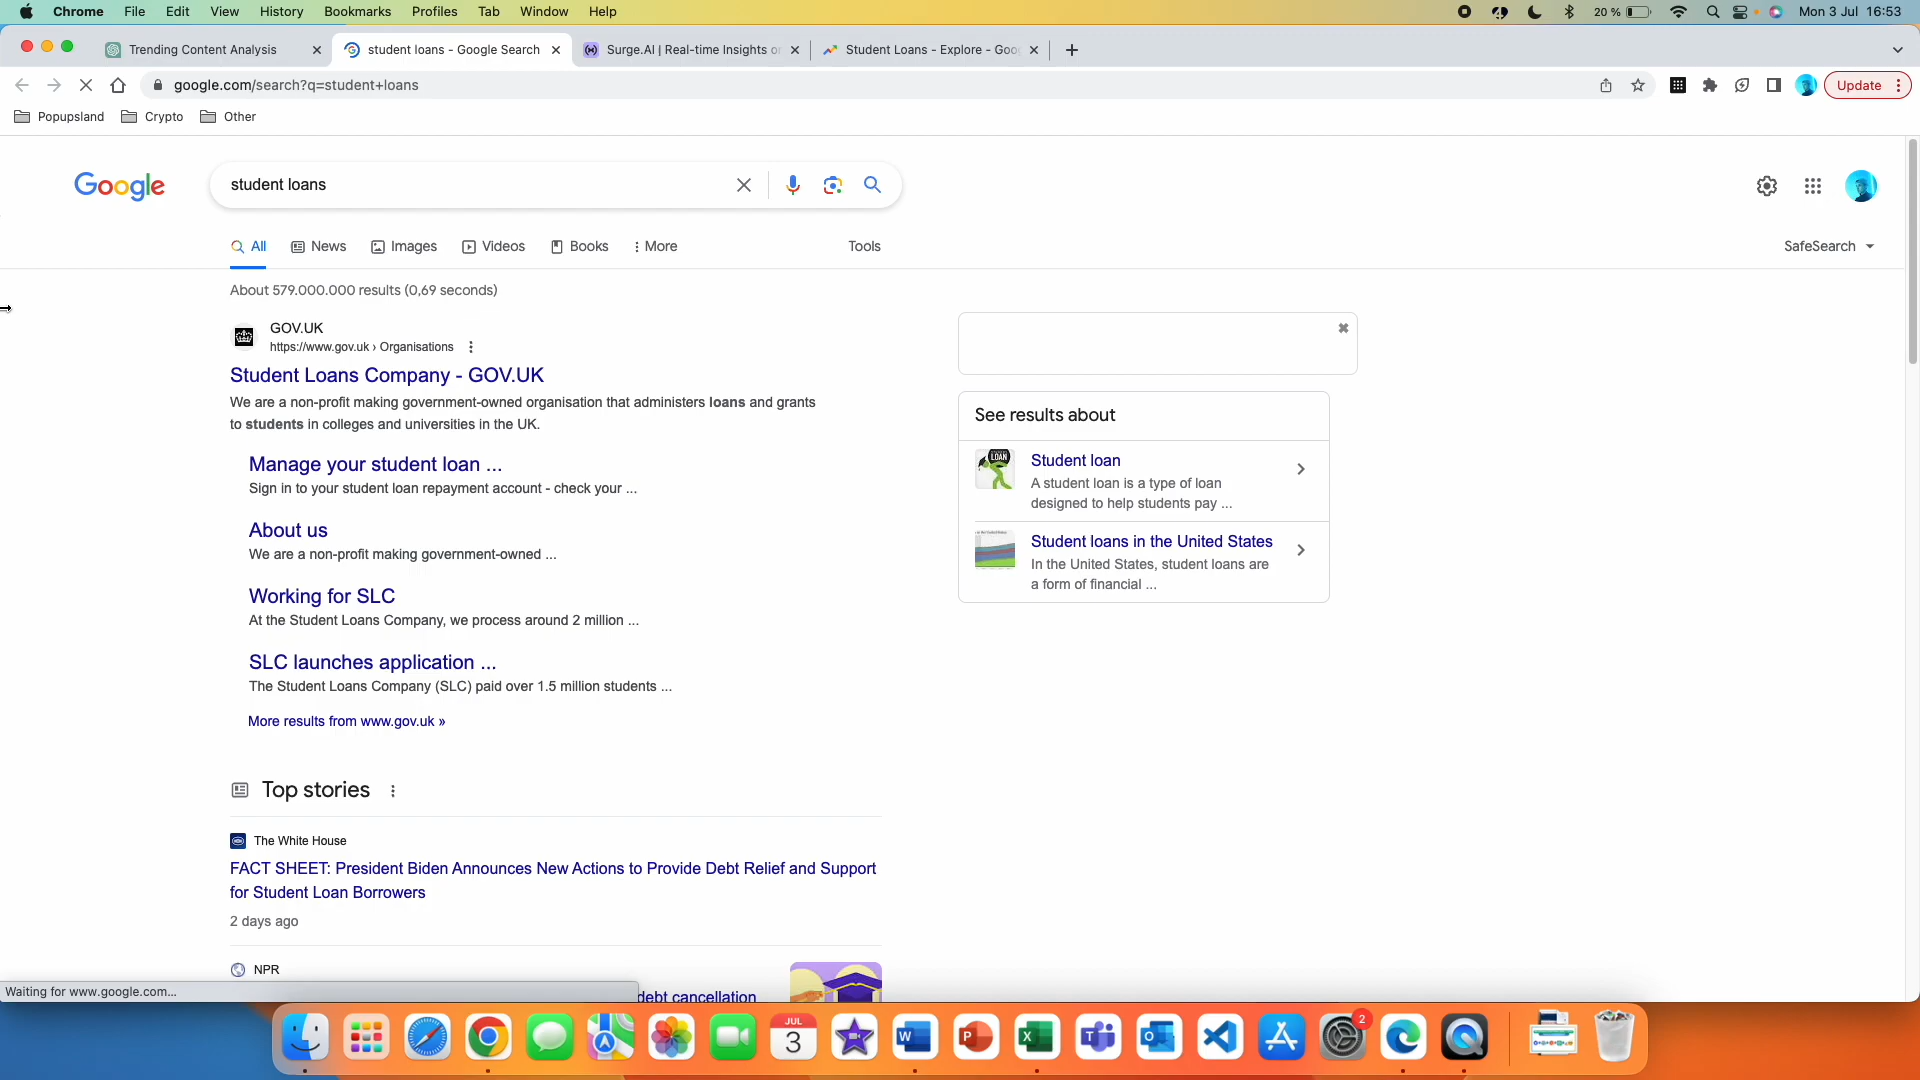 Chrome File Edit View History Bookmarks Profiles Tab Window Help 20 % Mon 3 Jul 16:53
Trending Content Analysis student loans - Google Search Surge.AI | Real-time Insights Student Loans - Explore -
google.com/search?q=student+loans Update
Popupsland Crypto Other
Google student loans
All News Images Videos Books More Tools SafeSearch
About 579.000.000 results (0,69 seconds)
GOV.UK
https://www.gov.uk › Organisations
Student Loans Company - GOV.UK
We are a non-profit making government-owned organisation that administers loans and grants
to students in colleges and universities in the UK.
Manage your student loan ...
Sign in to your student loan repayment account - check your ...
About us
We are a non-profit making government-owned ...
Working for SLC
At the Student Loans Company, we process around 2 million ...
SLC launches application ...
The Student Loans Company (SLC) paid over 1.5 million students ...
More results from www.gov.uk »
See results about
Student loan
A student loan is a type of loan
designed to help students pay ...
Student loans in the United States
In the United States, student loans are
a form of financial ...
Top stories
The White House
FACT SHEET: President Biden Announces New Actions to Provide Debt Relief and Support
for Student Loan Borrowers
2 days ago
NPR
debt cancellation
Waiting for www.google.com...
JUL
3
2